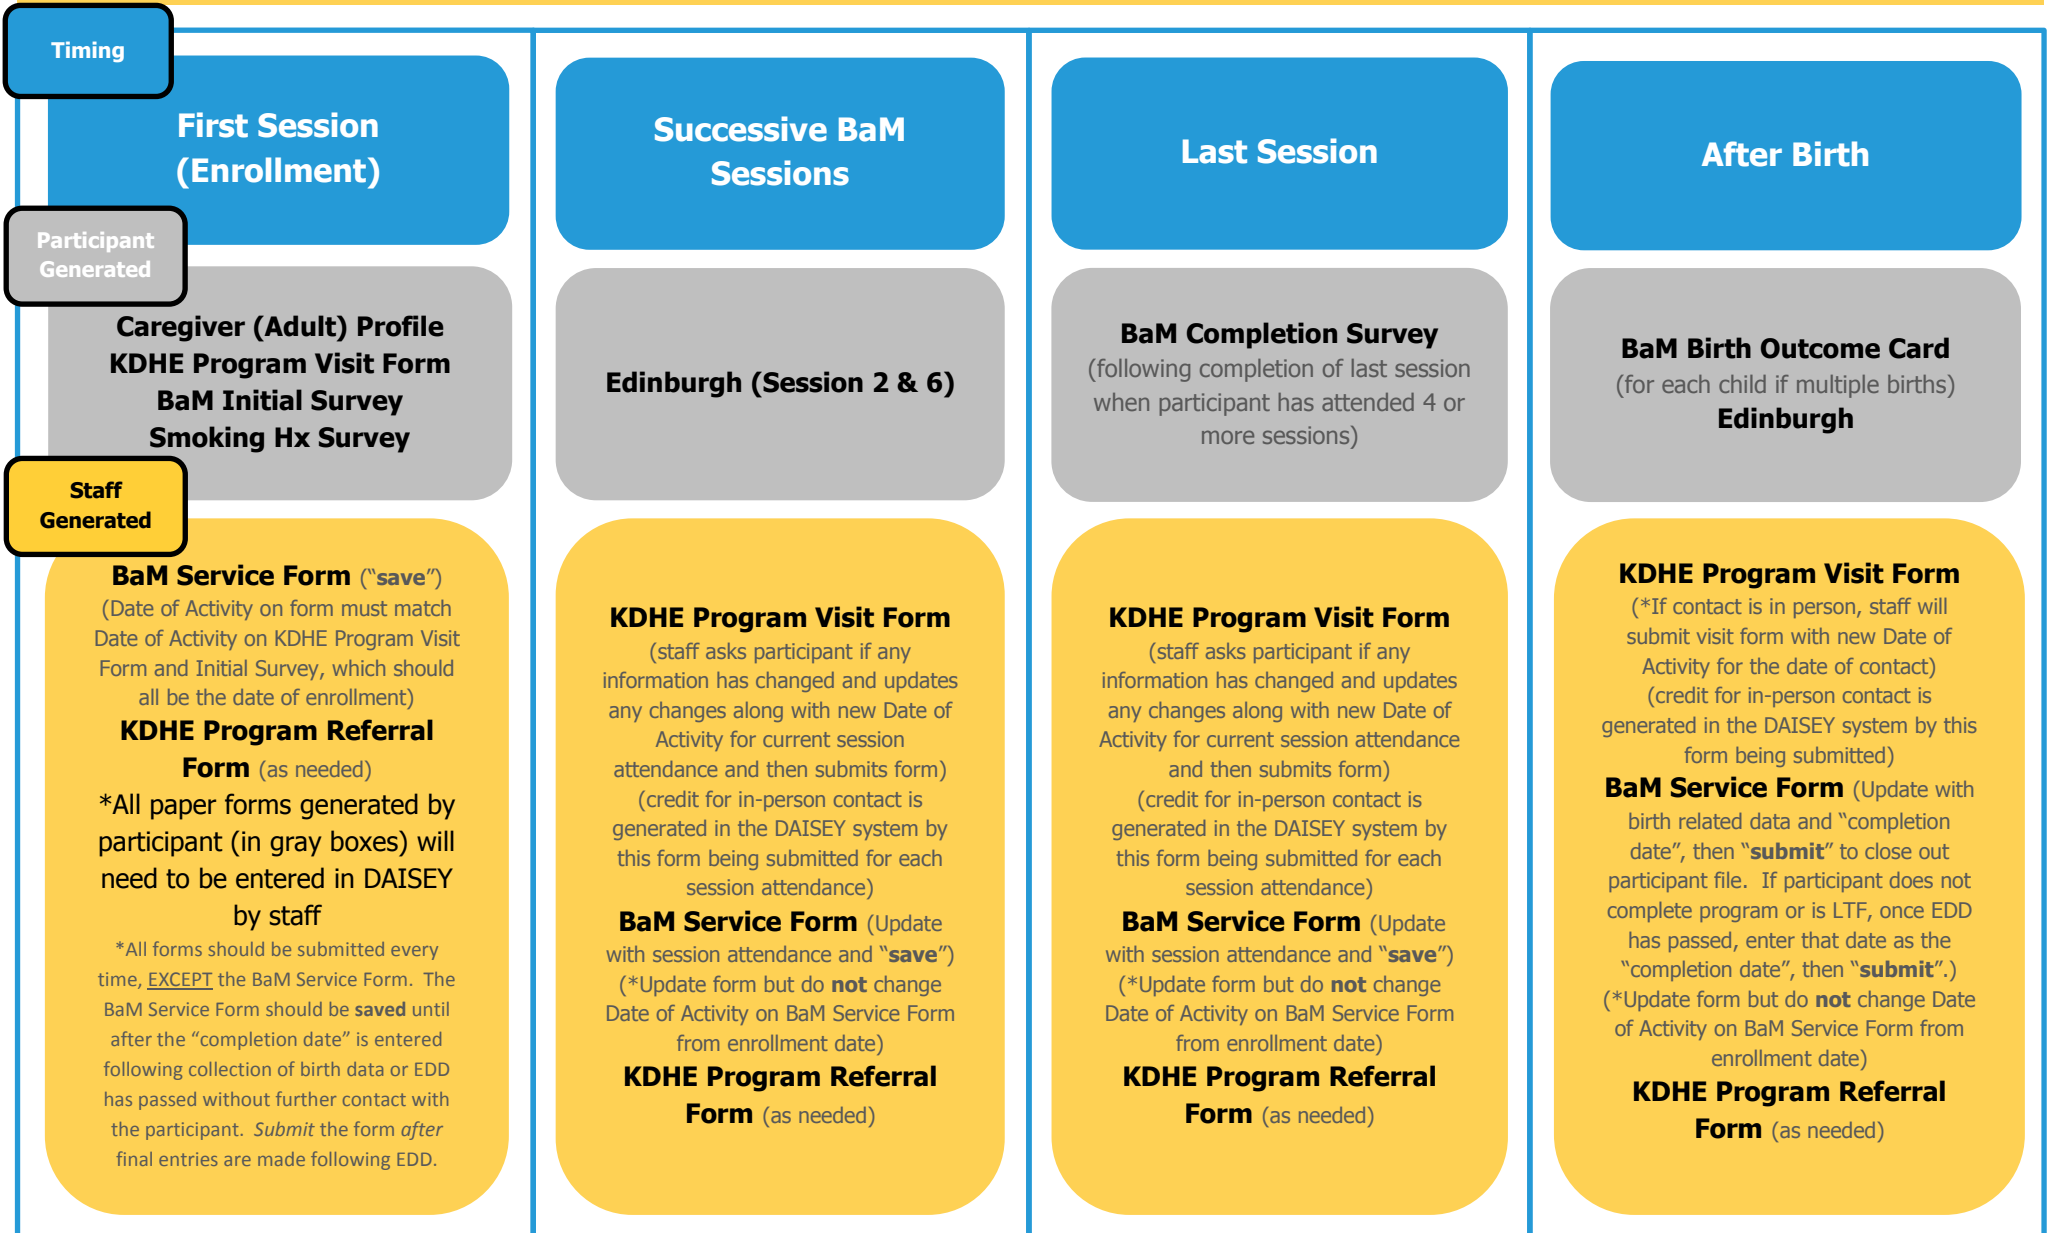 Timing
First Session
(Enrollment)
Participant
Generated
Caregiver (Adult) Profile
KDHE Program Visit Form
BaM Initial Survey
Smoking Hx Survey
Staff
Generated
BaM Service Form (“save”)
(Date of Activity on form must match
Date of Activity on KDHE Program Visit
Form and Initial Survey, which should
all be the date of enrollment)
KDHE Program Referral
Form (as needed)
*All paper forms generated by
participant (in gray boxes) will
need to be entered in DAISEY
by staff
*All forms should be submitted every
time, EXCEPT the BaM Service Form.  The
BaM Service Form should be saved until
after the “completion date” is entered
following collection of birth data or EDD
has passed without further contact with
the participant.  Submit the form after
final entries are made following EDD.
Successive BaM
Sessions
Edinburgh (Session 2 & 6)
KDHE Program Visit Form
(staff asks participant if any
information has changed and updates
any changes along with new Date of
Activity for current session
attendance and then submits form)
(credit for in-person contact is
generated in the DAISEY system by
this form being submitted for each
session attendance)
BaM Service Form (Update
with session attendance and “save”)
(*Update form but do not change
Date of Activity on BaM Service Form
from enrollment date)
KDHE Program Referral
Form (as needed)
Last Session
BaM Completion Survey
(following completion of last session
when participant has attended 4 or
more sessions)
KDHE Program Visit Form
(staff asks participant if any
information has changed and updates
any changes along with new Date of
Activity for current session attendance
and then submits form)
(credit for in-person contact is
generated in the DAISEY system by
this form being submitted for each
session attendance)
BaM Service Form (Update
with session attendance and “save”)
(*Update form but do not change
Date of Activity on BaM Service Form
from enrollment date)
KDHE Program Referral
Form (as needed)
After Birth
BaM Birth Outcome Card
(for each child if multiple births)
Edinburgh
KDHE Program Visit Form
(*If contact is in person, staff will
submit visit form with new Date of
Activity for the date of contact)
(credit for in-person contact is
generated in the DAISEY system by this
form being submitted)
BaM Service Form (Update with
birth related data and “completion
date”, then “submit” to close out
participant file.  If participant does not
complete program or is LTF, once EDD
has passed, enter that date as the
“completion date”, then “submit”.)
(*Update form but do not change Date
of Activity on BaM Service Form from
enrollment date)
KDHE Program Referral
Form (as needed)